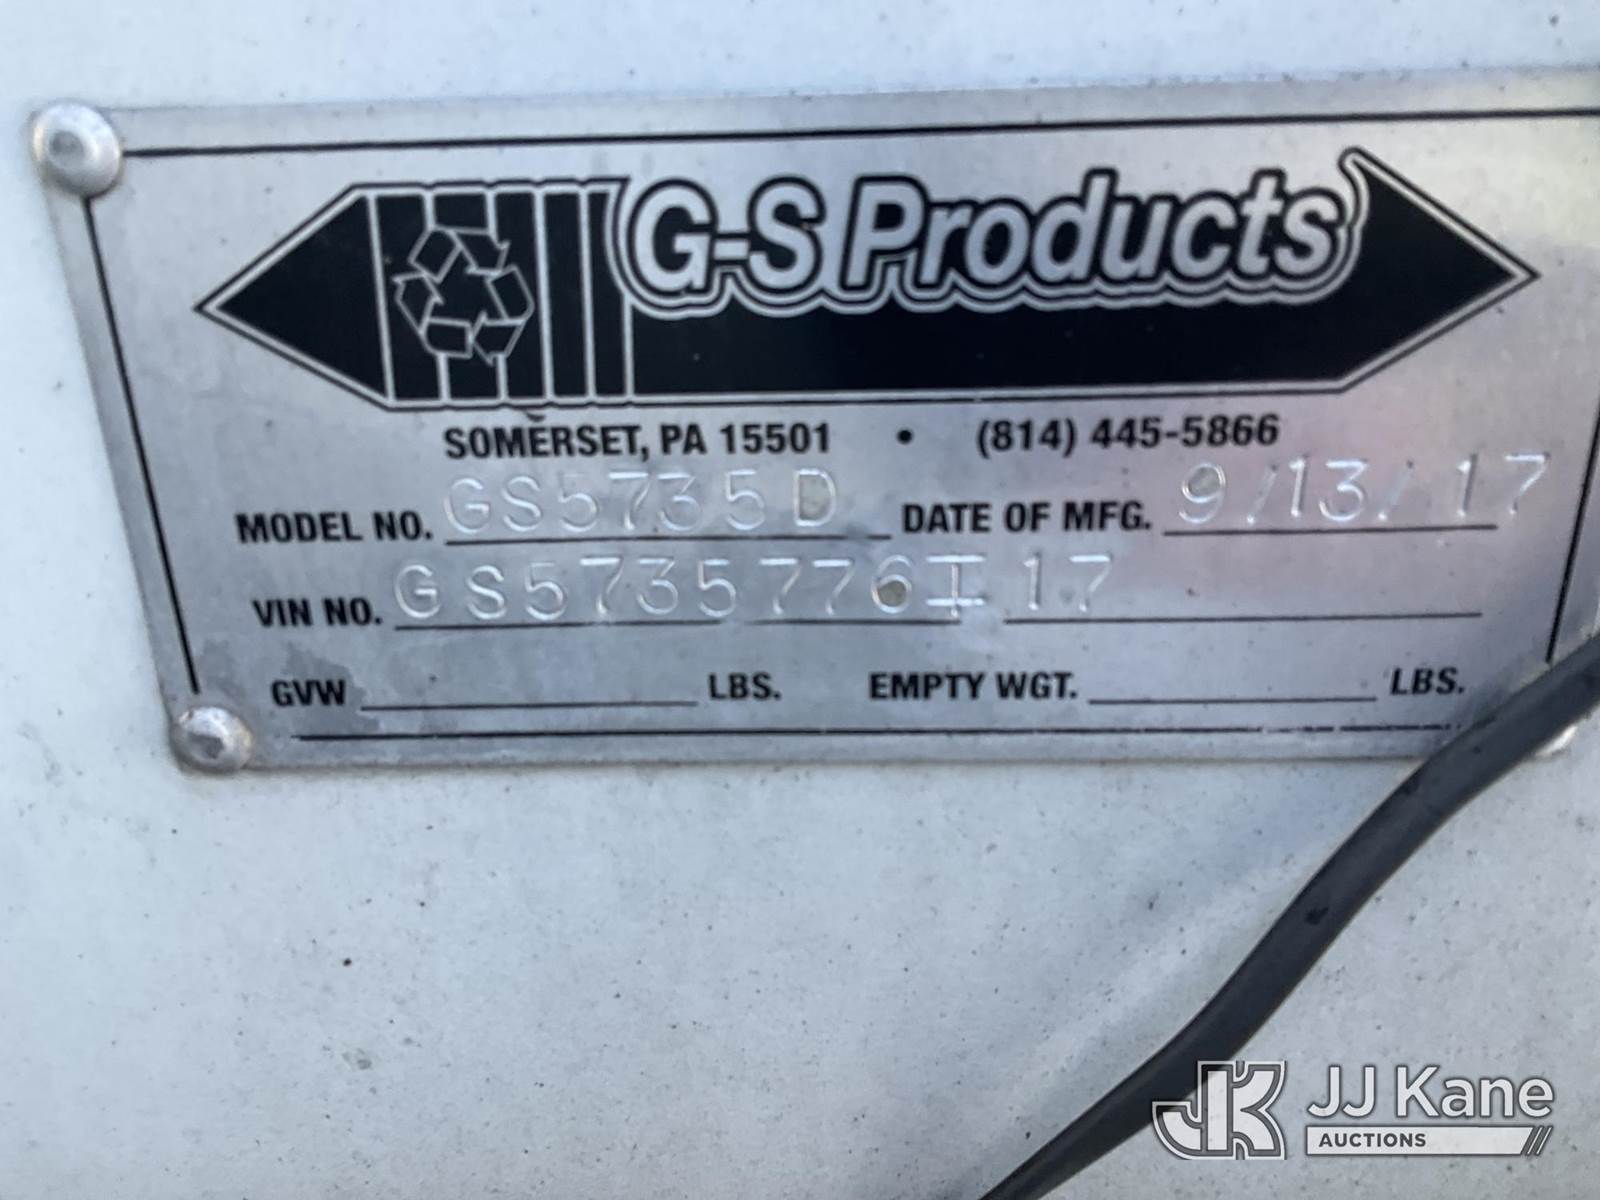 G-S Products
SOMERSET, PA 15501 • (814) 445-5866
MODEL NO. GS5735D DATE OF MFG. 9/13/17
VIN NO. GS5735776I17
GVW LBS. EMPTY WGT. LBS.
JK JJ Kane
AUCTIONS